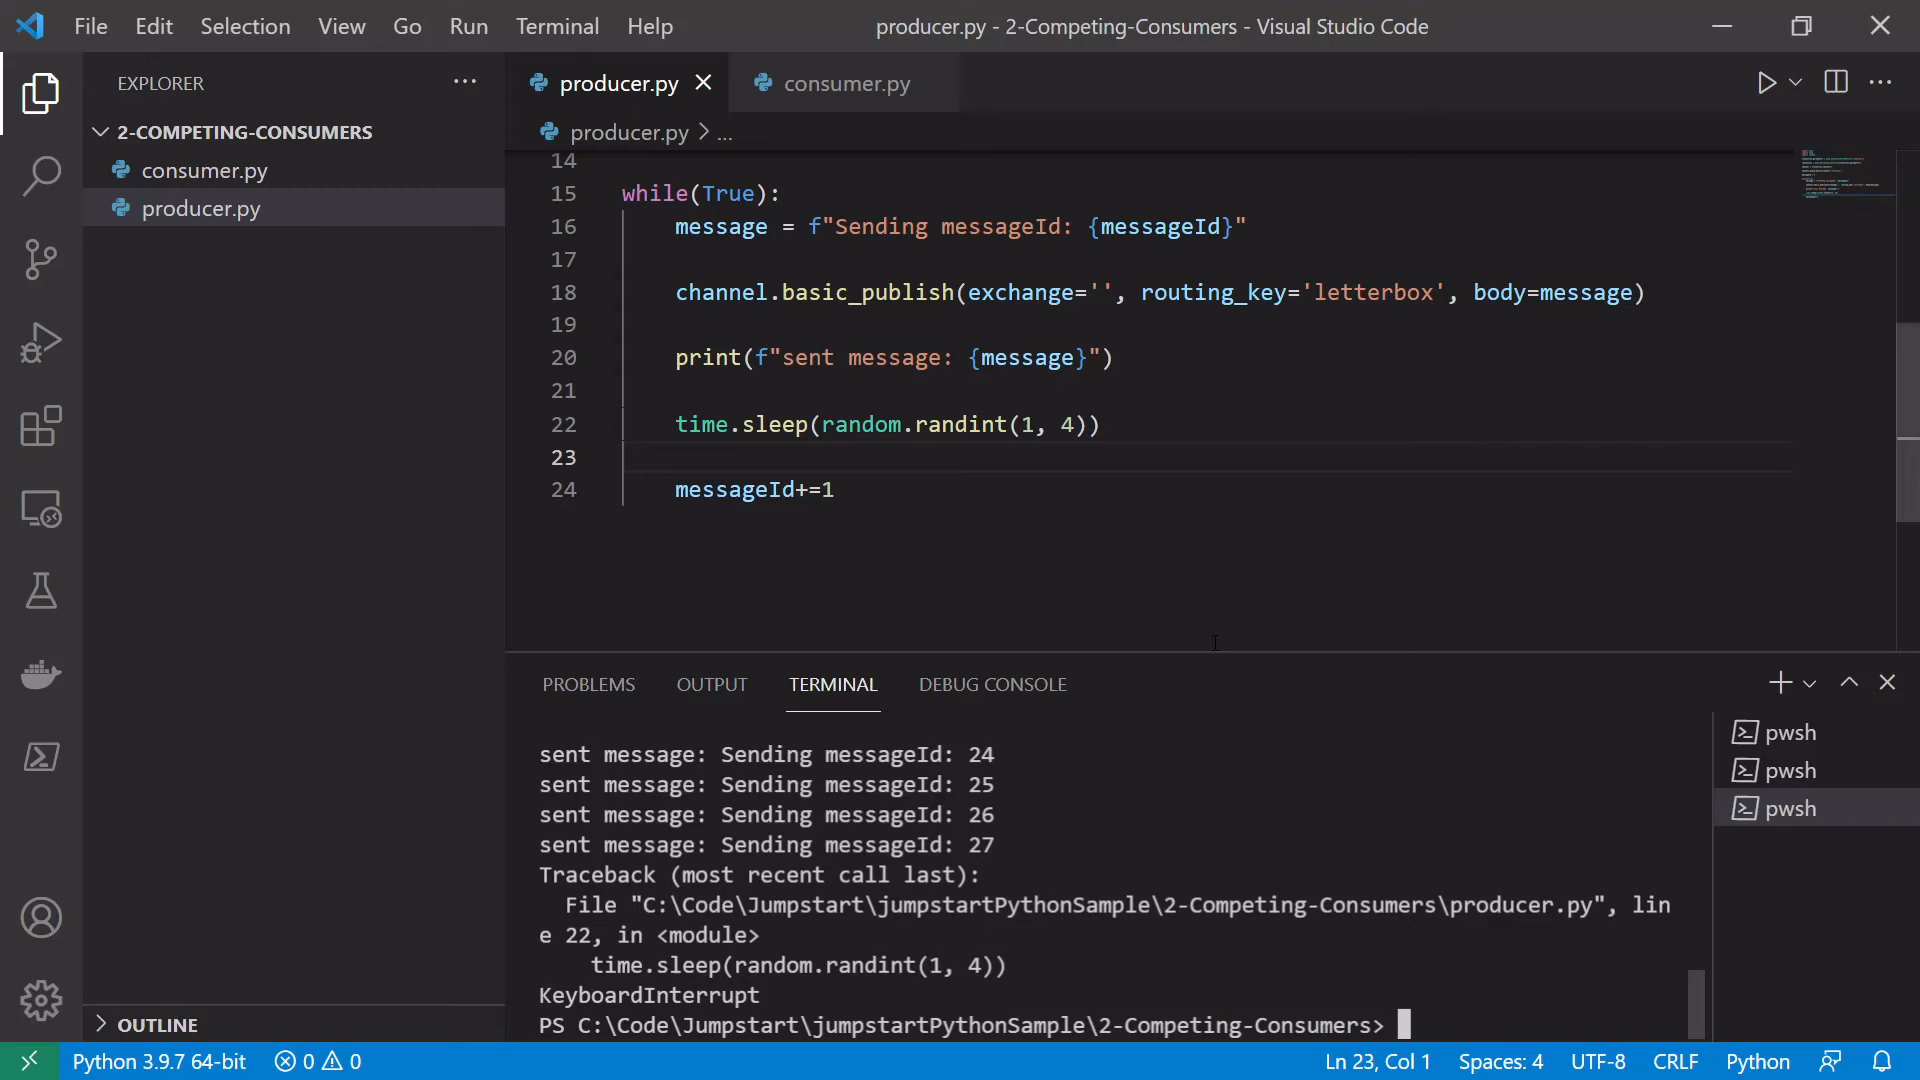 File Edit Selection View Go Run Terminal Help
producer.py - 2-Competing-Consumers - Visual Studio Code
EXPLORER
2-COMPETING-CONSUMERS
consumer.py
producer.py
OUTLINE
producer.py
consumer.py
producer.py > ...
14
15 while(True):
16 message = f"Sending messageId: {messageId}"
17
18 channel.basic_publish(exchange='', routing_key='letterbox', body=message)
19
20 print(f"sent message: {message}")
21
22 time.sleep(random.randint(1, 4))
23
24 messageId+=1
PROBLEMS OUTPUT TERMINAL DEBUG CONSOLE
sent message: Sending messageId: 24
sent message: Sending messageId: 25
sent message: Sending messageId: 26
sent message: Sending messageId: 27
Traceback (most recent call last):
File "C:\Code\Jumpstart\jumpstartPythonSample\2-Competing-Consumers\producer.py", lin
e 22, in <module>
time.sleep(random.randint(1, 4))
KeyboardInterrupt
PS C:\Code\Jumpstart\jumpstartPythonSample\2-Competing-Consumers>
pwsh
pwsh
pwsh
Python 3.9.7 64-bit 0 0 Ln 23, Col 1 Spaces: 4 UTF-8 CRLF Python